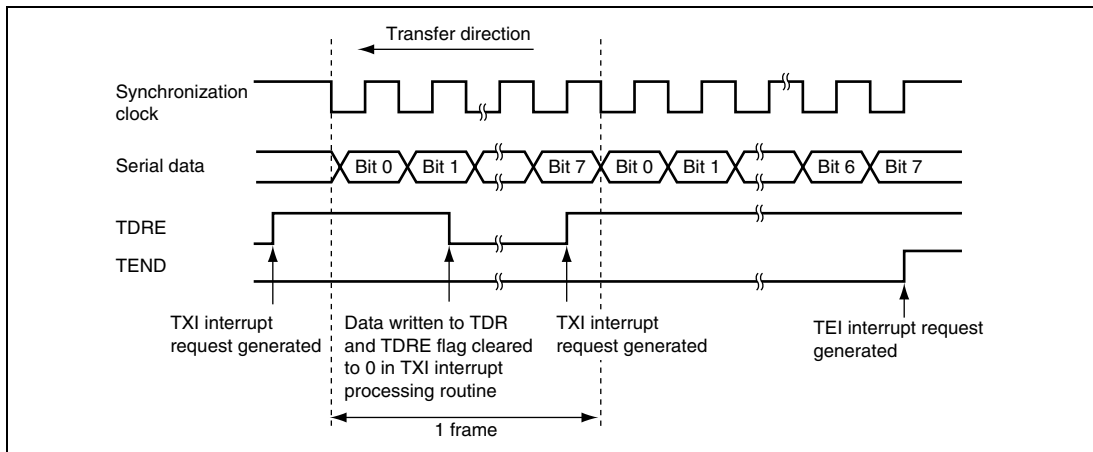 Transfer direction
Synchronization
clock
Serial data
Bit 0
Bit 1
Bit 7
Bit 0
Bit 1
Bit 6
Bit 7
TDRE
TEND
TXI interrupt
request generated
Data written to TDR
and TDRE flag cleared
to 0 in TXI interrupt
processing routine
TXI interrupt
request generated
TEI interrupt request
generated
1 frame